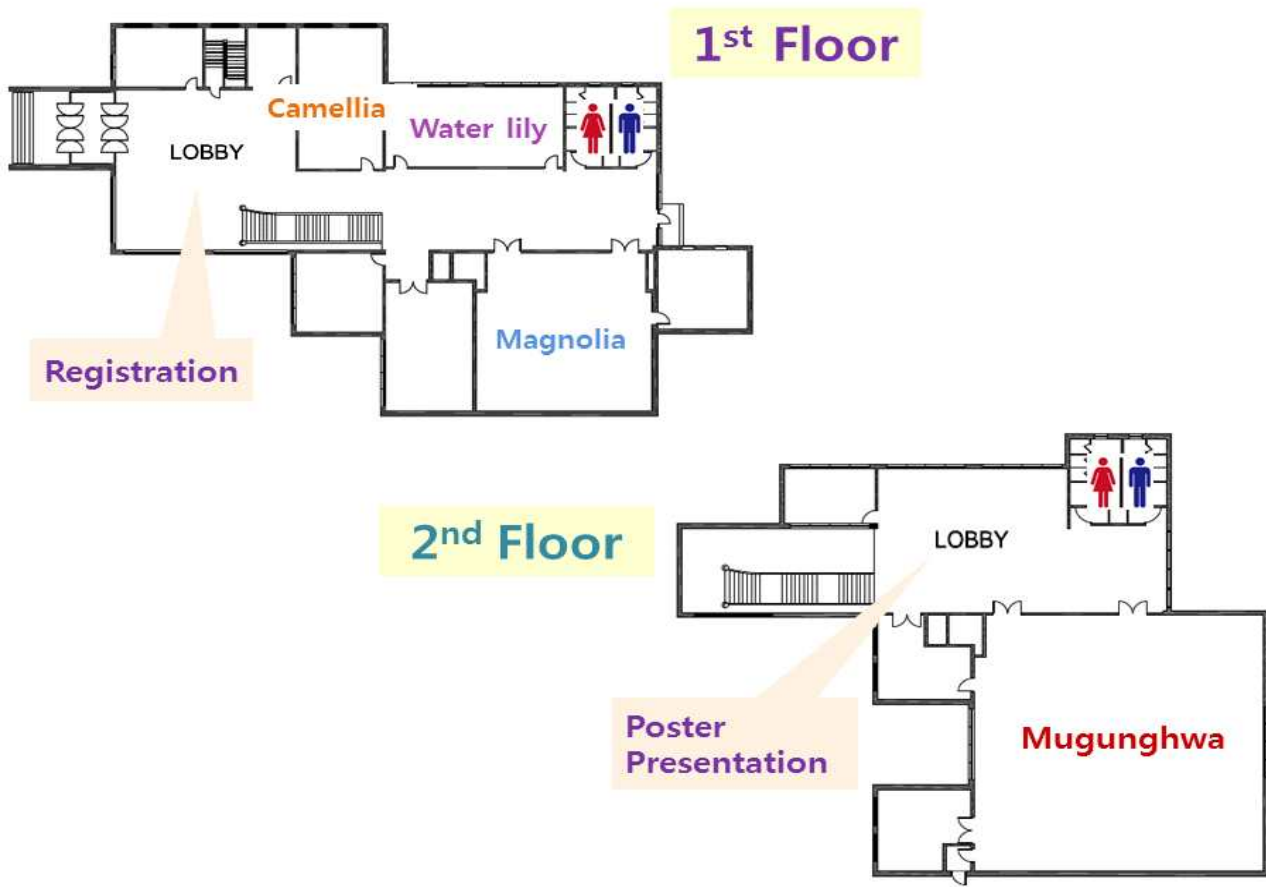 1st Floor
Camellia
Water lily
LOBBY
Registration
Magnolia
2nd Floor
LOBBY
Poster
Presentation
Mugunghwa